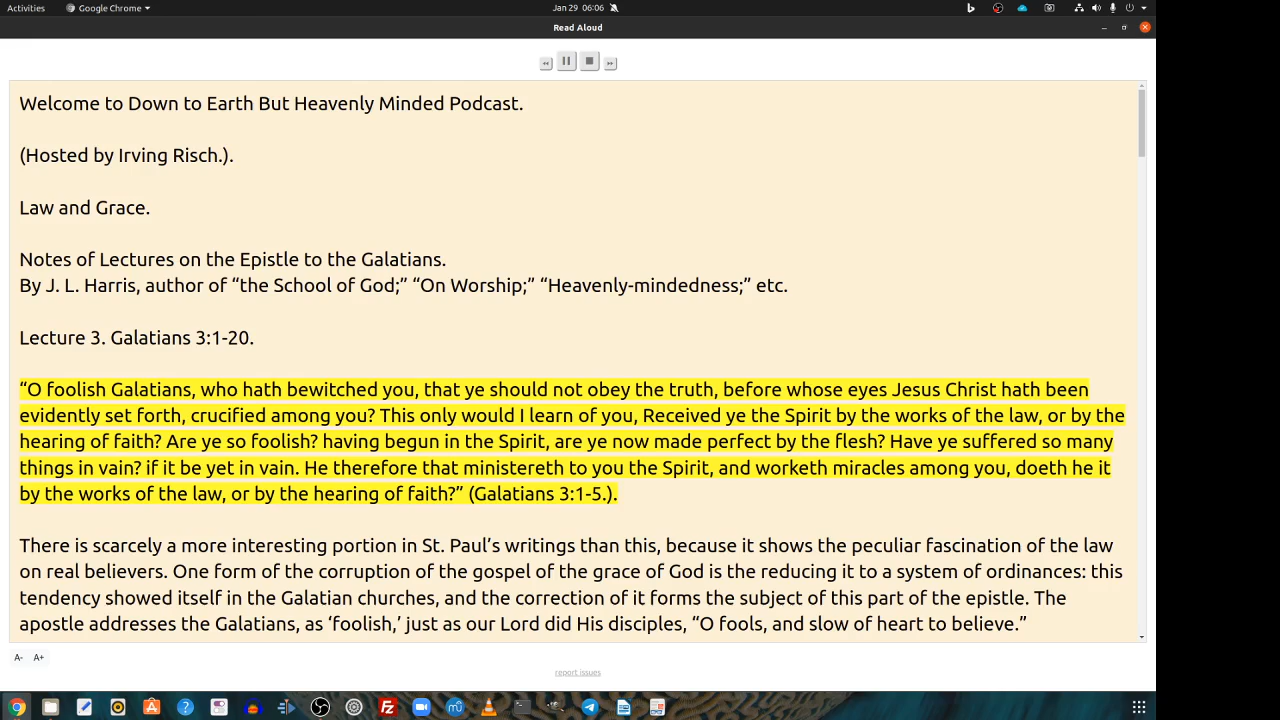 Activities
Google Chrome
Jan 29 06:06
Read Aloud
Welcome to Down to Earth But Heavenly Minded Podcast.
(Hosted by Irving Risch.).
Law and Grace.
Notes of Lectures on the Epistle to the Galatians.
By J. L. Harris, author of “the School of God;” “On Worship;” “Heavenly-mindedness;” etc.
Lecture 3. Galatians 3:1-20.
“O foolish Galatians, who hath bewitched you, that ye should not obey the truth, before whose eyes Jesus Christ hath been
evidently set forth, crucified among you? This only would I learn of you, Received ye the Spirit by the works of the law, or by the
hearing of faith? Are ye so foolish? having begun in the Spirit, are ye now made perfect by the flesh? Have ye suffered so many
things in vain? if it be yet in vain. He therefore that ministereth to you the Spirit, and worketh miracles among you, doeth he it
by the works of the law, or by the hearing of faith?” (Galatians 3:1-5.).
There is scarcely a more interesting portion in St. Paul’s writings than this, because it shows the peculiar fascination of the law
on real believers. One form of the corruption of the gospel of the grace of God is the reducing it to a system of ordinances: this
tendency showed itself in the Galatian churches, and the correction of it forms the subject of this part of the epistle. The
apostle addresses the Galatians, as ‘foolish,’ just as our Lord did His disciples, “O fools, and slow of heart to believe.”
A- A+
report issues